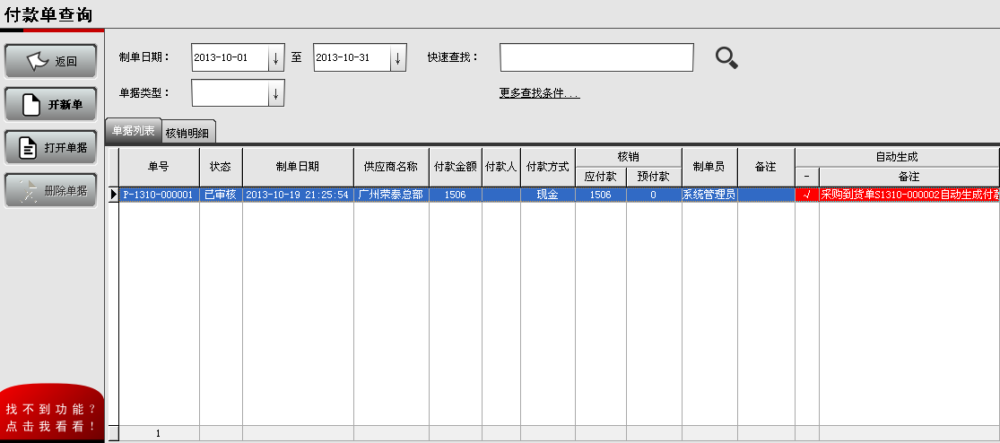 付款单查询
返回
开新单
打开单据
删除单据
找不到功能？
点击我看看！
制单日期： 2013-10-01 至 2013-10-31 快速查找：
单据类型： 更多查找条件...
单据列表 核销明细
单号 状态 制单日期 供应商名称 付款金额 付款人 付款方式 核销 制单员 备注 自动生成
应付款 预付款 - 备注
P-1310-000001 已审核 2013-10-19 21:25:54 广州荣泰总部 1506 现金 1506 0 系统管理员 √ 采购到货单S1310-000002自动生成付款
1